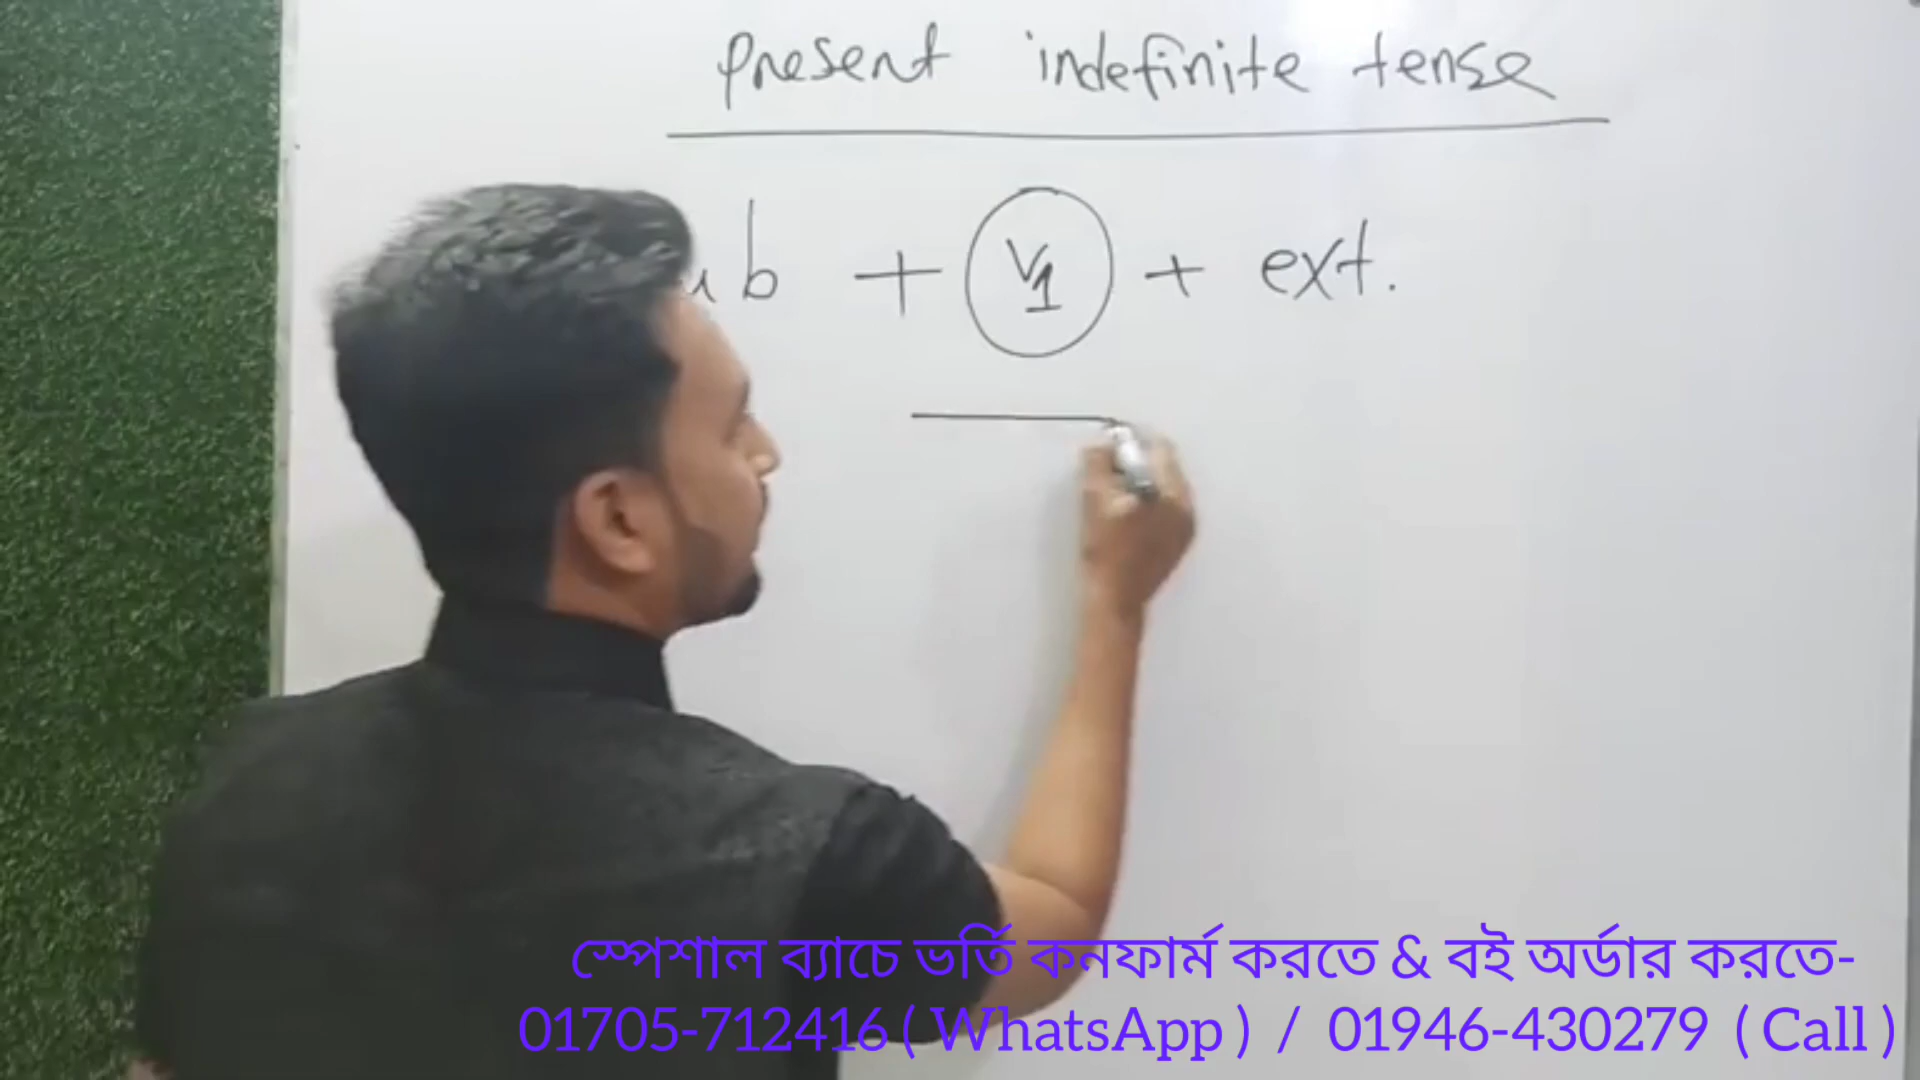 present indefinite tense
ub + V1 + ext.
স্পেশাল ব্যাচে ভর্তি কনফার্ম করতে & বই অর্ডার করতে-
01705-712416 ( WhatsApp ) / 01946-430279 ( Call )